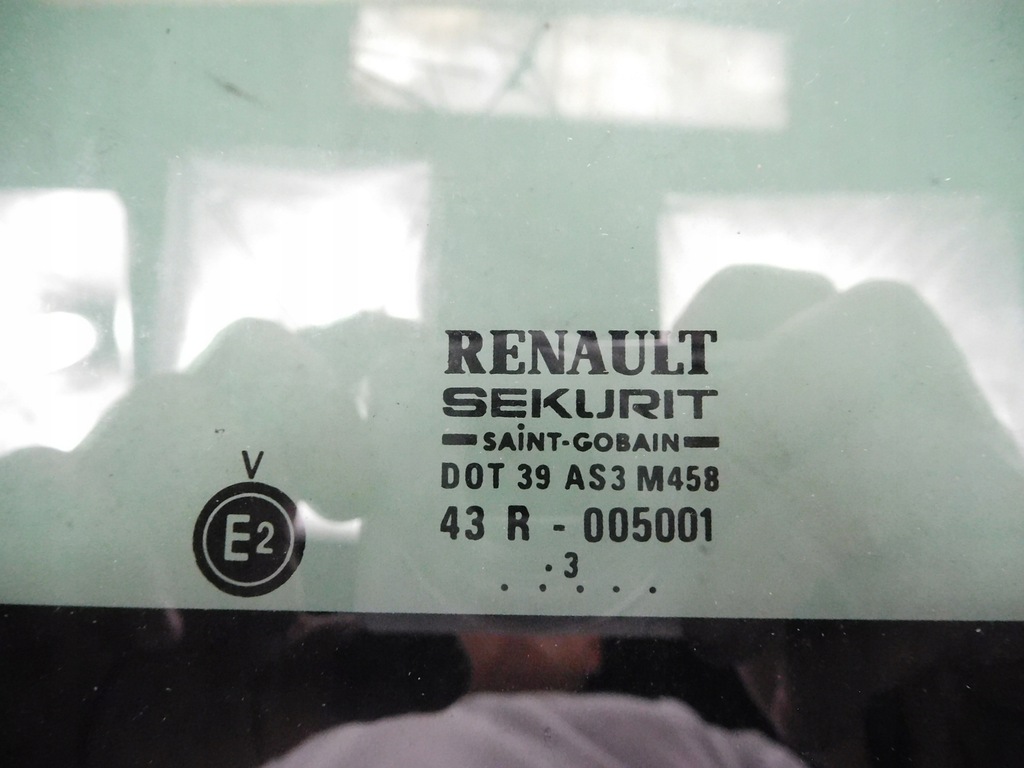 RENAULT
SEKURIT
SAINT-GOBAIN
DOT 39 AS3 M458
43 R - 005001
V
E2
. 3
. . . . .